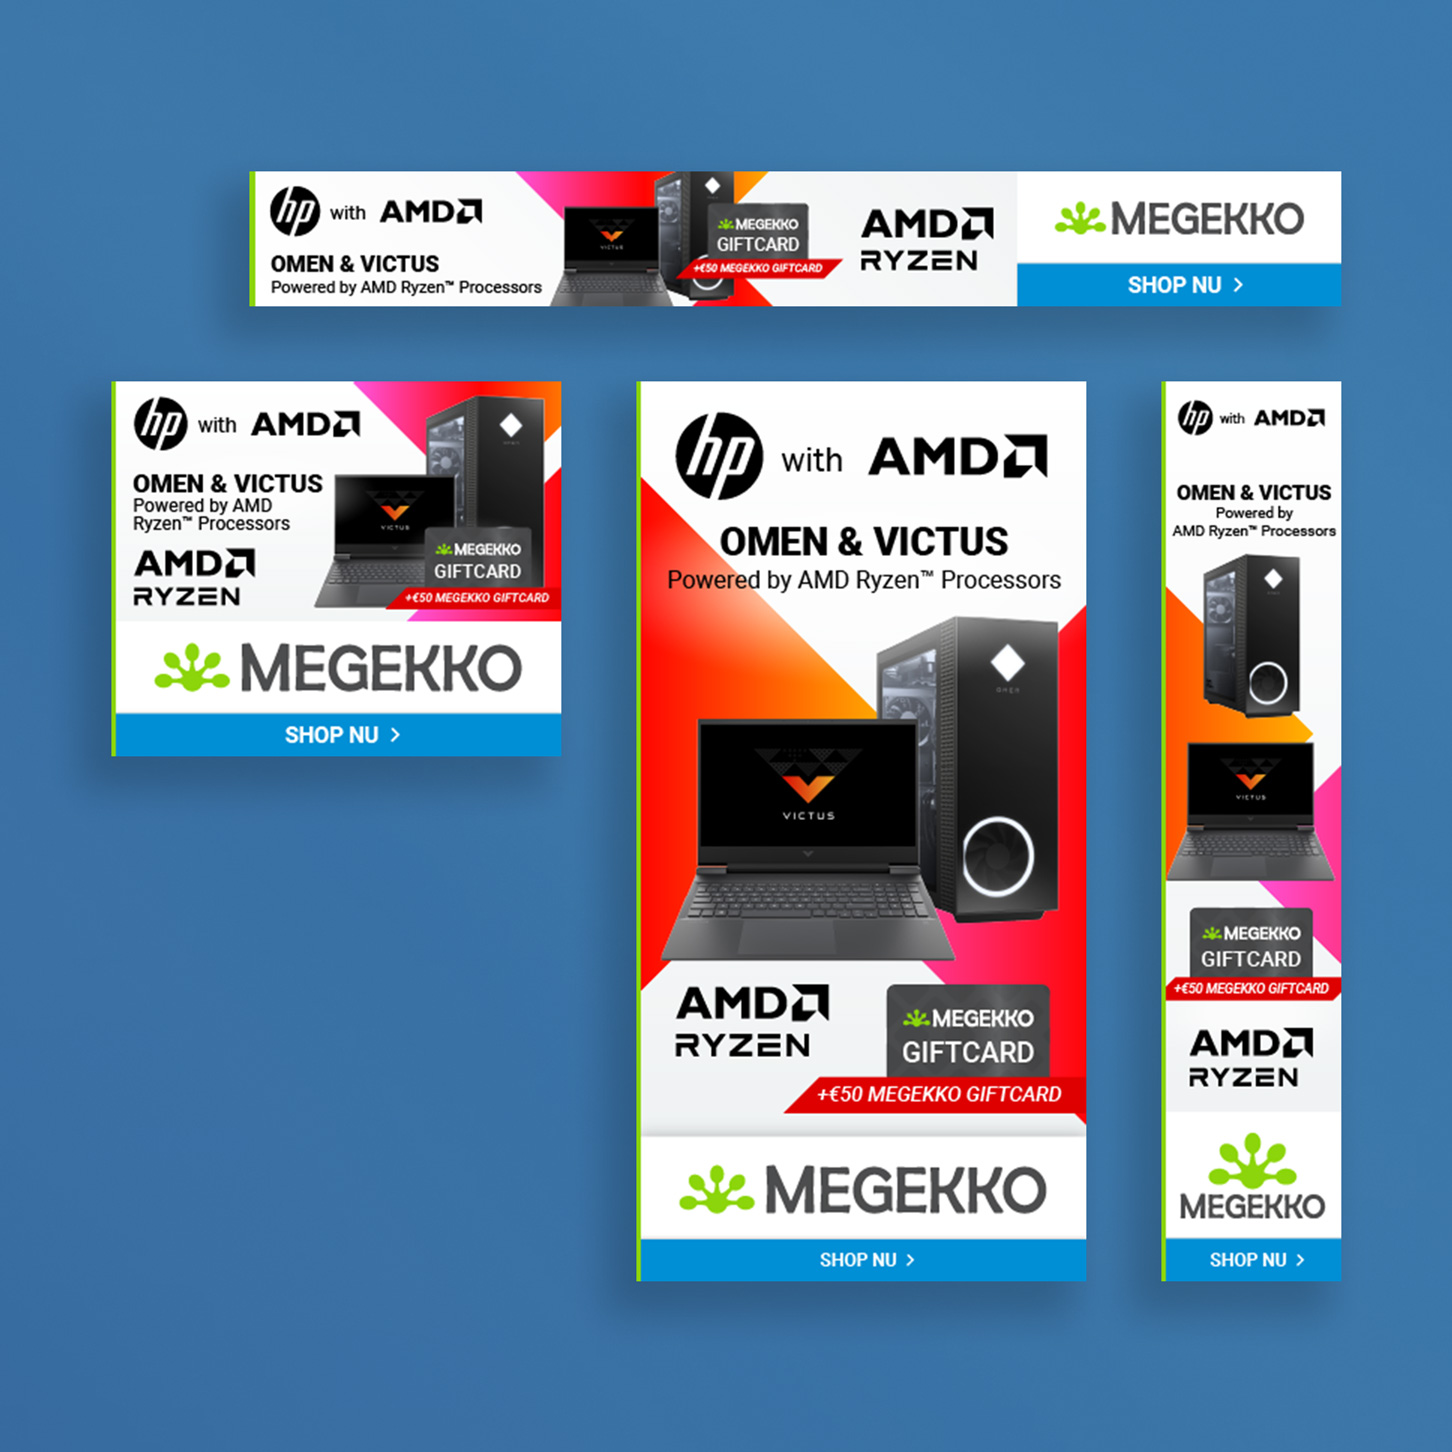 hp with AMD
OMEN & VICTUS
Powered by AMD Ryzen™ Processors
VICTUS
MEGEKKO
GIFTCARD
+€50 MEGEKKO GIFTCARD
AMD
RYZEN
MEGEKKO
SHOP NU
hp with AMD
OMEN & VICTUS
Powered by AMD
Ryzen™ Processors
AMD
RYZEN
VICTUS
MEGEKKO
GIFTCARD
+€50 MEGEKKO GIFTCARD
MEGEKKO
SHOP NU
hp with AMD
OMEN & VICTUS
Powered by AMD Ryzen™ Processors
OMEN
VICTUS
AMD
RYZEN
MEGEKKO
GIFTCARD
+€50 MEGEKKO GIFTCARD
MEGEKKO
SHOP NU
hp with AMD
OMEN & VICTUS
Powered by
AMD Ryzen™ Processors
VICTUS
MEGEKKO
GIFTCARD
+€50 MEGEKKO GIFTCARD
AMD
RYZEN
MEGEKKO
SHOP NU